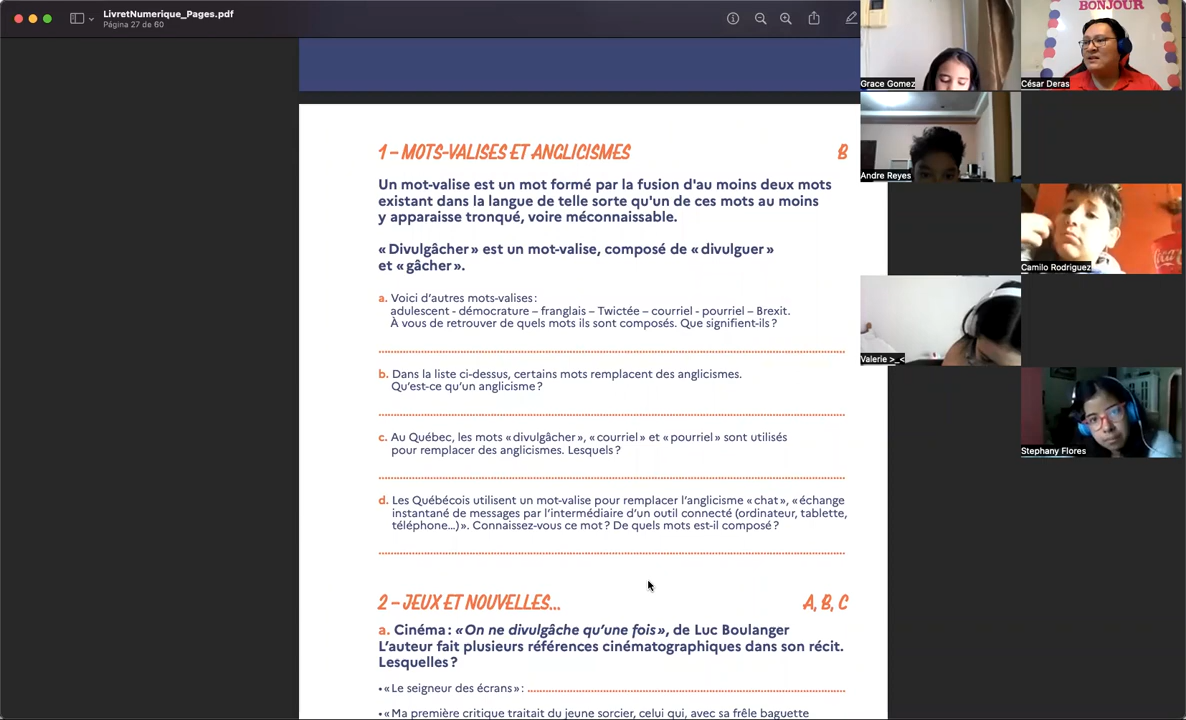 LivretNumerique_Pages.pdf
Página 27 de 60
BONJOUR
Grace Gomez
César Deras
Andre Reyes
Camilo Rodriguez
Valerie >_<
Stephany Flores
1 – MOTS-VALISES ET ANGLICISMES B
Un mot-valise est un mot formé par la fusion d'au moins deux mots
existant dans la langue de telle sorte qu'un de ces mots au moins
y apparaisse tronqué, voire méconnaissable.
« Divulgâcher » est un mot-valise, composé de « divulguer »
et « gâcher ».
a. Voici d'autres mots-valises :
adulescent - démocrature – franglais – Twictée – courriel - pourriel – Brexit.
À vous de retrouver de quels mots ils sont composés. Que signifient-ils ?
b. Dans la liste ci-dessus, certains mots remplacent des anglicismes.
Qu'est-ce qu'un anglicisme ?
c. Au Québec, les mots « divulgâcher », « courriel » et « pourriel » sont utilisés
pour remplacer des anglicismes. Lesquels ?
d. Les Québécois utilisent un mot-valise pour remplacer l'anglicisme « chat », « échange
instantané de messages par l'intermédiaire d'un outil connecté (ordinateur, tablette,
téléphone…) ». Connaissez-vous ce mot ? De quels mots est-il composé ?
2 – JEUX ET NOUVELLES... A, B, C
a. Cinéma : « On ne divulgâche qu'une fois », de Luc Boulanger
L'auteur fait plusieurs références cinématographiques dans son récit.
Lesquelles ?
• « Le seigneur des écrans » :
• « Ma première critique traitait du jeune sorcier, celui qui, avec sa frêle baguette